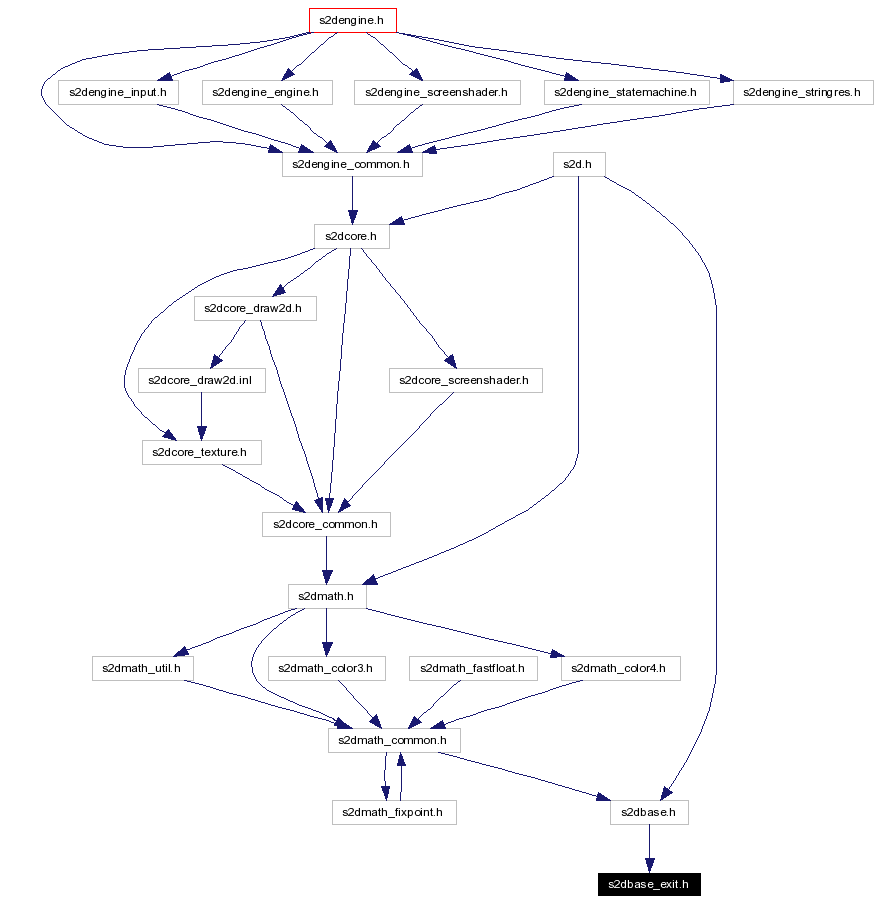 s2dengine.h
s2dengine_input.h
s2dengine_engine.h
s2dengine_screenshader.h
s2dengine_statemachine.h
s2dengine_stringres.h
s2dengine_common.h
s2d.h
s2dcore.h
s2dcore_draw2d.h
s2dcore_draw2d.inl
s2dcore_screenshader.h
s2dcore_texture.h
s2dcore_common.h
s2dmath.h
s2dmath_util.h
s2dmath_color3.h
s2dmath_fastfloat.h
s2dmath_color4.h
s2dmath_common.h
s2dmath_fixpoint.h
s2dbase.h
s2dbase_exit.h